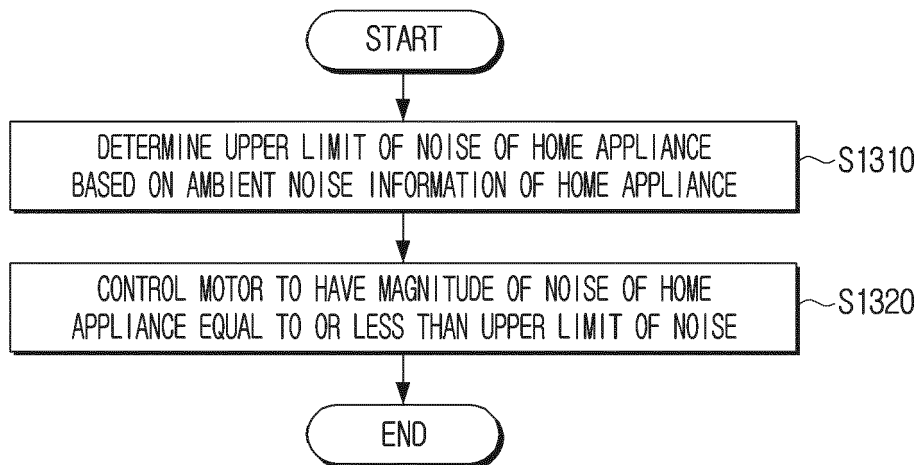 START
DETERMINE UPPER LIMIT OF NOISE OF HOME APPLIANCE
BASED ON AMBIENT NOISE INFORMATION OF HOME APPLIANCE
S1310
CONTROL MOTOR TO HAVE MAGNITUDE OF NOISE OF HOME
APPLIANCE EQUAL TO OR LESS THAN UPPER LIMIT OF NOISE
S1320
END